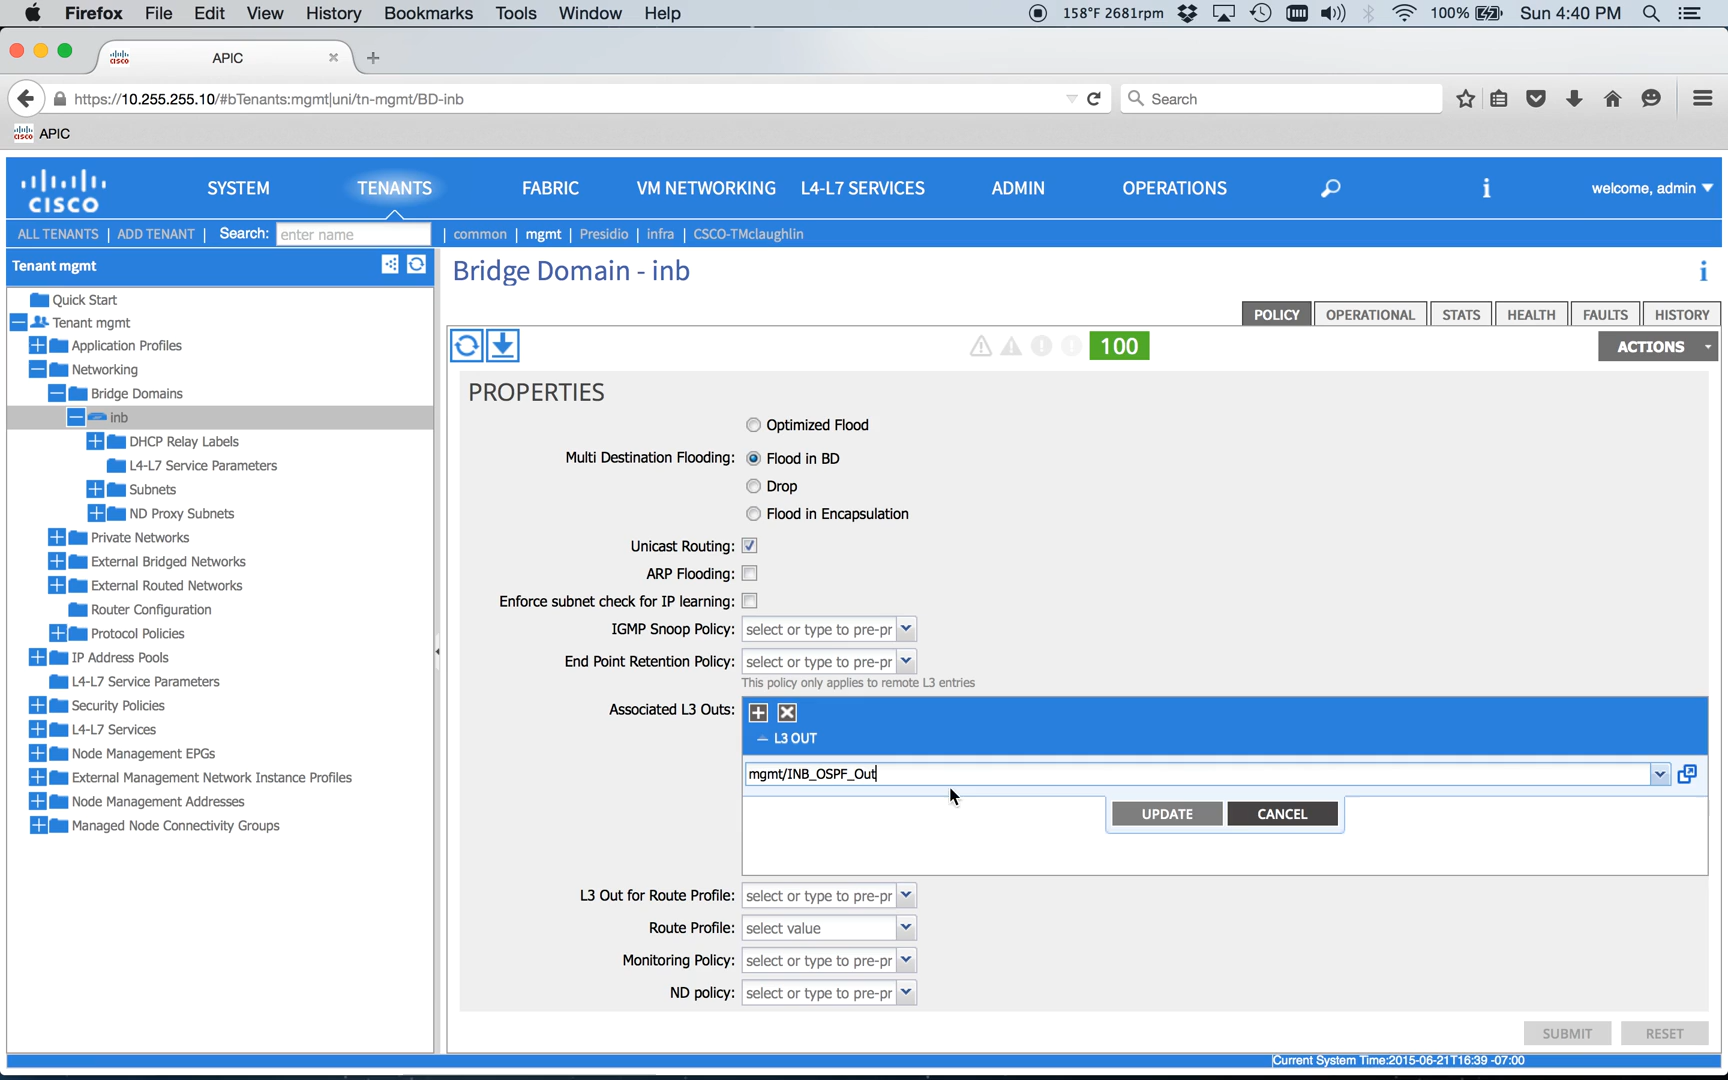 Firefox File Edit View History Bookmarks Tools Window Help 158°F 2681rpm 100% Sun 4:40 PM
APIC
https://10.255.255.10/#bTenants:mgmt|uni/tn-mgmt/BD-inb Search
APIC
CISCO SYSTEM TENANTS FABRIC VM NETWORKING L4-L7 SERVICES ADMIN OPERATIONS i welcome, admin
ALL TENANTS | ADD TENANT | Search: enter name | common | mgmt | Presidio | infra | CSCO-TMclaughlin
Tenant mgmt
Quick Start
Tenant mgmt
Application Profiles
Networking
Bridge Domains
inb
DHCP Relay Labels
L4-L7 Service Parameters
Subnets
ND Proxy Subnets
Private Networks
External Bridged Networks
External Routed Networks
Router Configuration
Protocol Policies
IP Address Pools
L4-L7 Service Parameters
Security Policies
L4-L7 Services
Node Management EPGs
External Management Network Instance Profiles
Node Management Addresses
Managed Node Connectivity Groups
Bridge Domain - inb i
POLICY OPERATIONAL STATS HEALTH FAULTS HISTORY
100 ACTIONS
PROPERTIES
Optimized Flood
Multi Destination Flooding: Flood in BD
Drop
Flood in Encapsulation
Unicast Routing:
ARP Flooding:
Enforce subnet check for IP learning:
IGMP Snoop Policy: select or type to pre-pr
End Point Retention Policy: select or type to pre-pr
This policy only applies to remote L3 entries
Associated L3 Outs:
L3 OUT
mgmt/INB_OSPF_Out
UPDATE CANCEL
L3 Out for Route Profile: select or type to pre-pr
Route Profile: select value
Monitoring Policy: select or type to pre-pr
ND policy: select or type to pre-pr
SUBMIT RESET
Current System Time:2015-06-21T16:39 -07:00